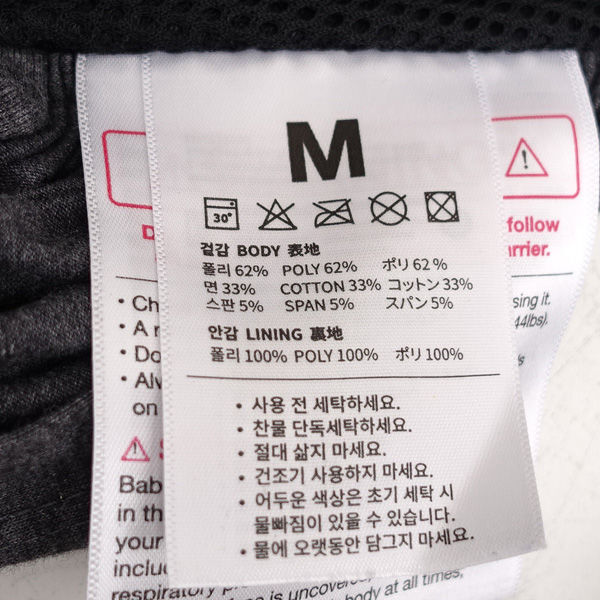 M
30°
겉감 BODY 表地
폴리 62% POLY 62% ポリ 62%
면 33% COTTON 33% コットン 33%
스판 5% SPAN 5% スパン 5%
안감 LINING 裏地
폴리 100% POLY 100% ポリ 100%
• 사용 전 세탁하세요.
• 찬물 단독세탁하세요.
• 절대 삶지 마세요.
• 건조기 사용하지 마세요.
• 어두운 색상은 초기 세탁 시
물빠짐이 있을 수 있습니다.
• 물에 오랫동안 담그지 마세요.
follow
sing it.
44lbs).
• A
• Do
on
Bab
in th
your
respiratory
is uncovered,
body at all times,